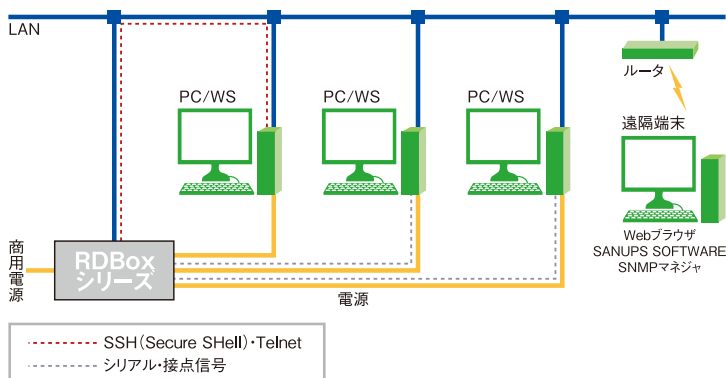 LAN
ルータ
PC/WS
PC/WS
PC/WS
遠隔端末
Webブラウザ
SANUPS SOFTWARE
SNMPマネジャ
商用電源
RDBox
シリーズ
電源
SSH(Secure SHell)・Telnet
シリアル・接点信号